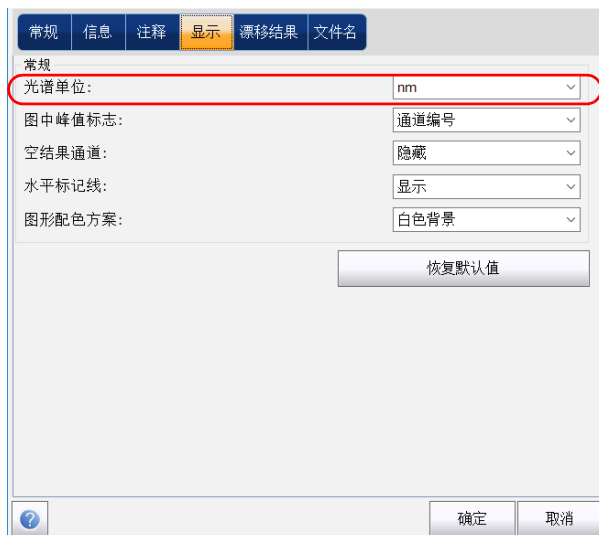 常规 信息 注释 显示 漂移结果 文件名
常规
光谱单位: nm
图中峰值标志: 通道编号
空结果通道: 隐藏
水平标记线: 显示
图形配色方案: 白色背景
恢复默认值
? 确定 取消